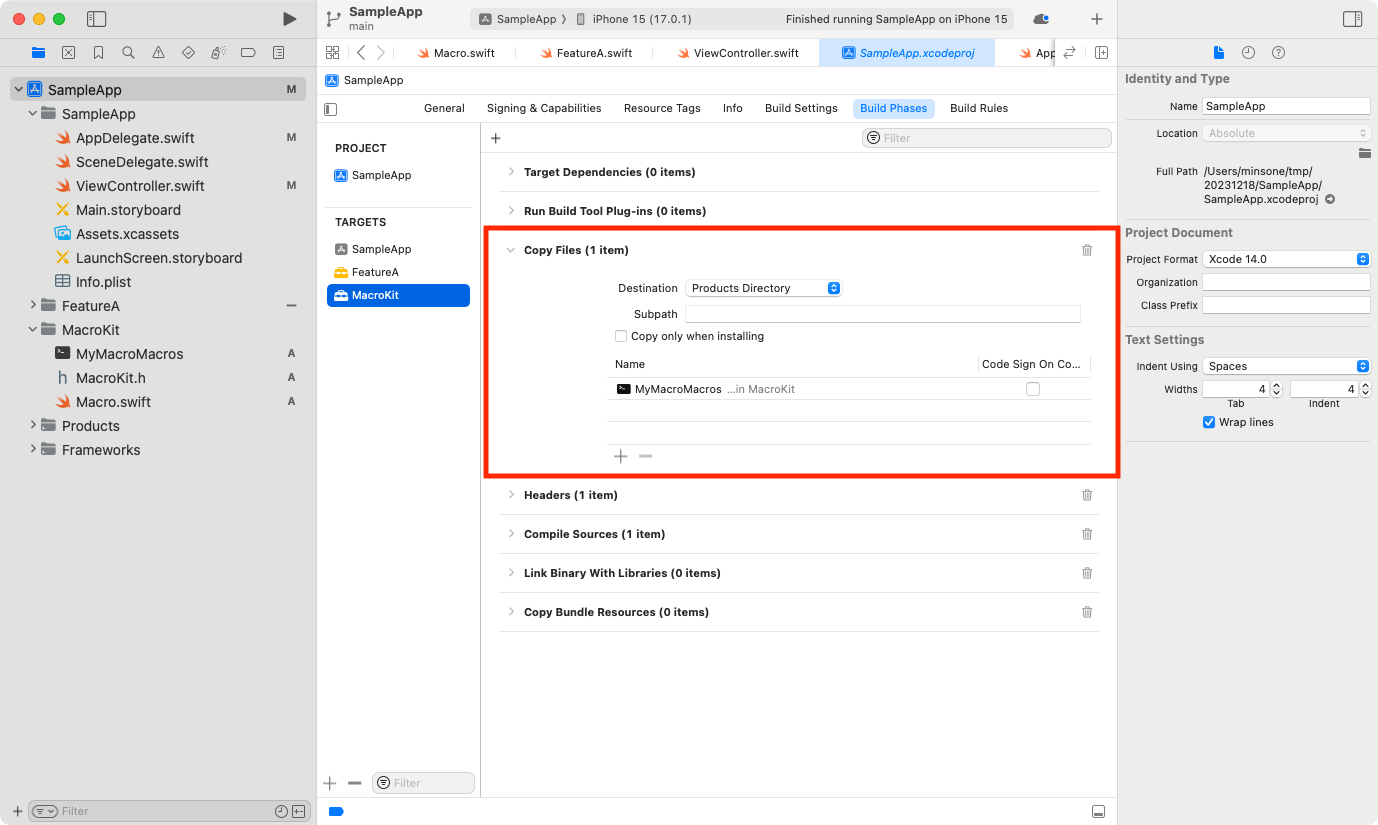 SampleApp
main
SampleApp 〉 iPhone 15 (17.0.1)
Finished running SampleApp on iPhone 15
Macro.swift
FeatureA.swift
ViewController.swift
SampleApp.xcodeproj
App
SampleApp M
SampleApp
AppDelegate.swift M
SceneDelegate.swift
ViewController.swift M
Main.storyboard
Assets.xcassets
LaunchScreen.storyboard
Info.plist
FeatureA
MacroKit
MyMacroMacros A
MacroKit.h A
Macro.swift A
Products
Frameworks
Filter
SampleApp
General
Signing & Capabilities
Resource Tags
Info
Build Settings
Build Phases
Build Rules
PROJECT
SampleApp
TARGETS
SampleApp
FeatureA
MacroKit
Filter
Filter
Target Dependencies (0 items)
Run Build Tool Plug-ins (0 items)
Copy Files (1 item)
Destination Products Directory
Subpath
Copy only when installing
Name Code Sign On Co...
MyMacroMacros ...in MacroKit
Headers (1 item)
Compile Sources (1 item)
Link Binary With Libraries (0 items)
Copy Bundle Resources (0 items)
Identity and Type
Name SampleApp
Location Absolute
Full Path /Users/minsone/tmp/
20231218/SampleApp/
SampleApp.xcodeproj
Project Document
Project Format Xcode 14.0
Organization
Class Prefix
Text Settings
Indent Using Spaces
Widths 4 4
Tab Indent
Wrap lines